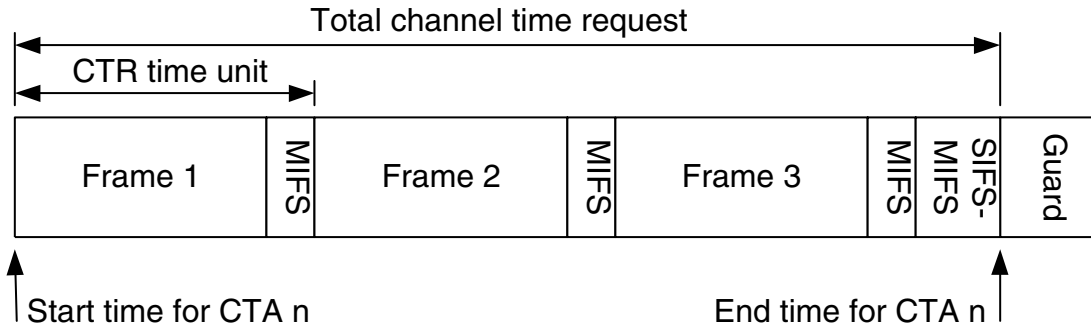 Total channel time request
CTR time unit
Frame 1
MIFS
Frame 2
MIFS
Frame 3
MIFS
SIFS-
MIFS
Guard
Start time for CTA n
End time for CTA n